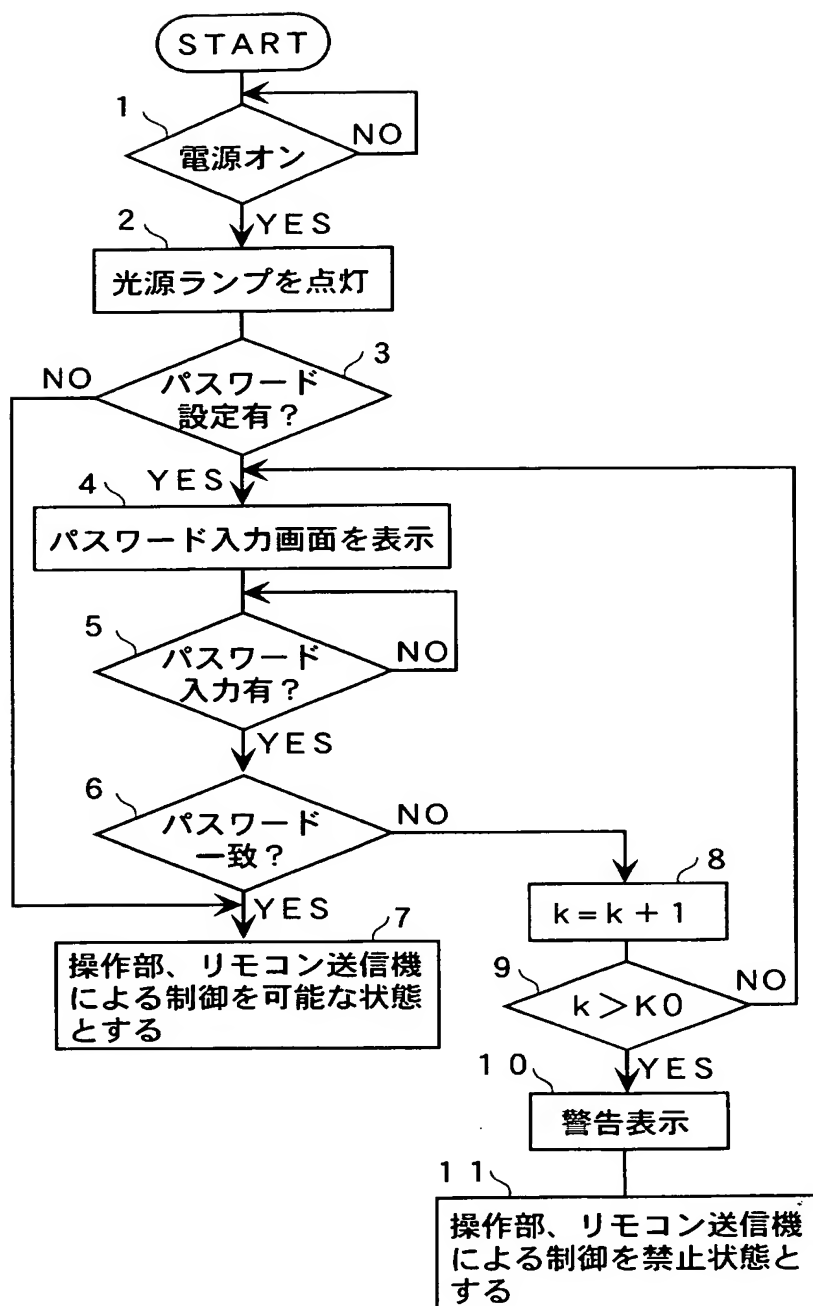 START
1
NO
電源オン
2
YES
光源ランプを点灯
3
NO
パスワード
設定有？
4
YES
パスワード入力画面を表示
5
パスワード
入力有？
NO
YES
6
パスワード
一致？
NO
8
YES
k=k+1
7
操作部、リモコン送信機
による制御を可能な状態
とする
9
k>K0
NO
10
YES
警告表示
11
操作部、リモコン送信機
による制御を禁止状態と
する